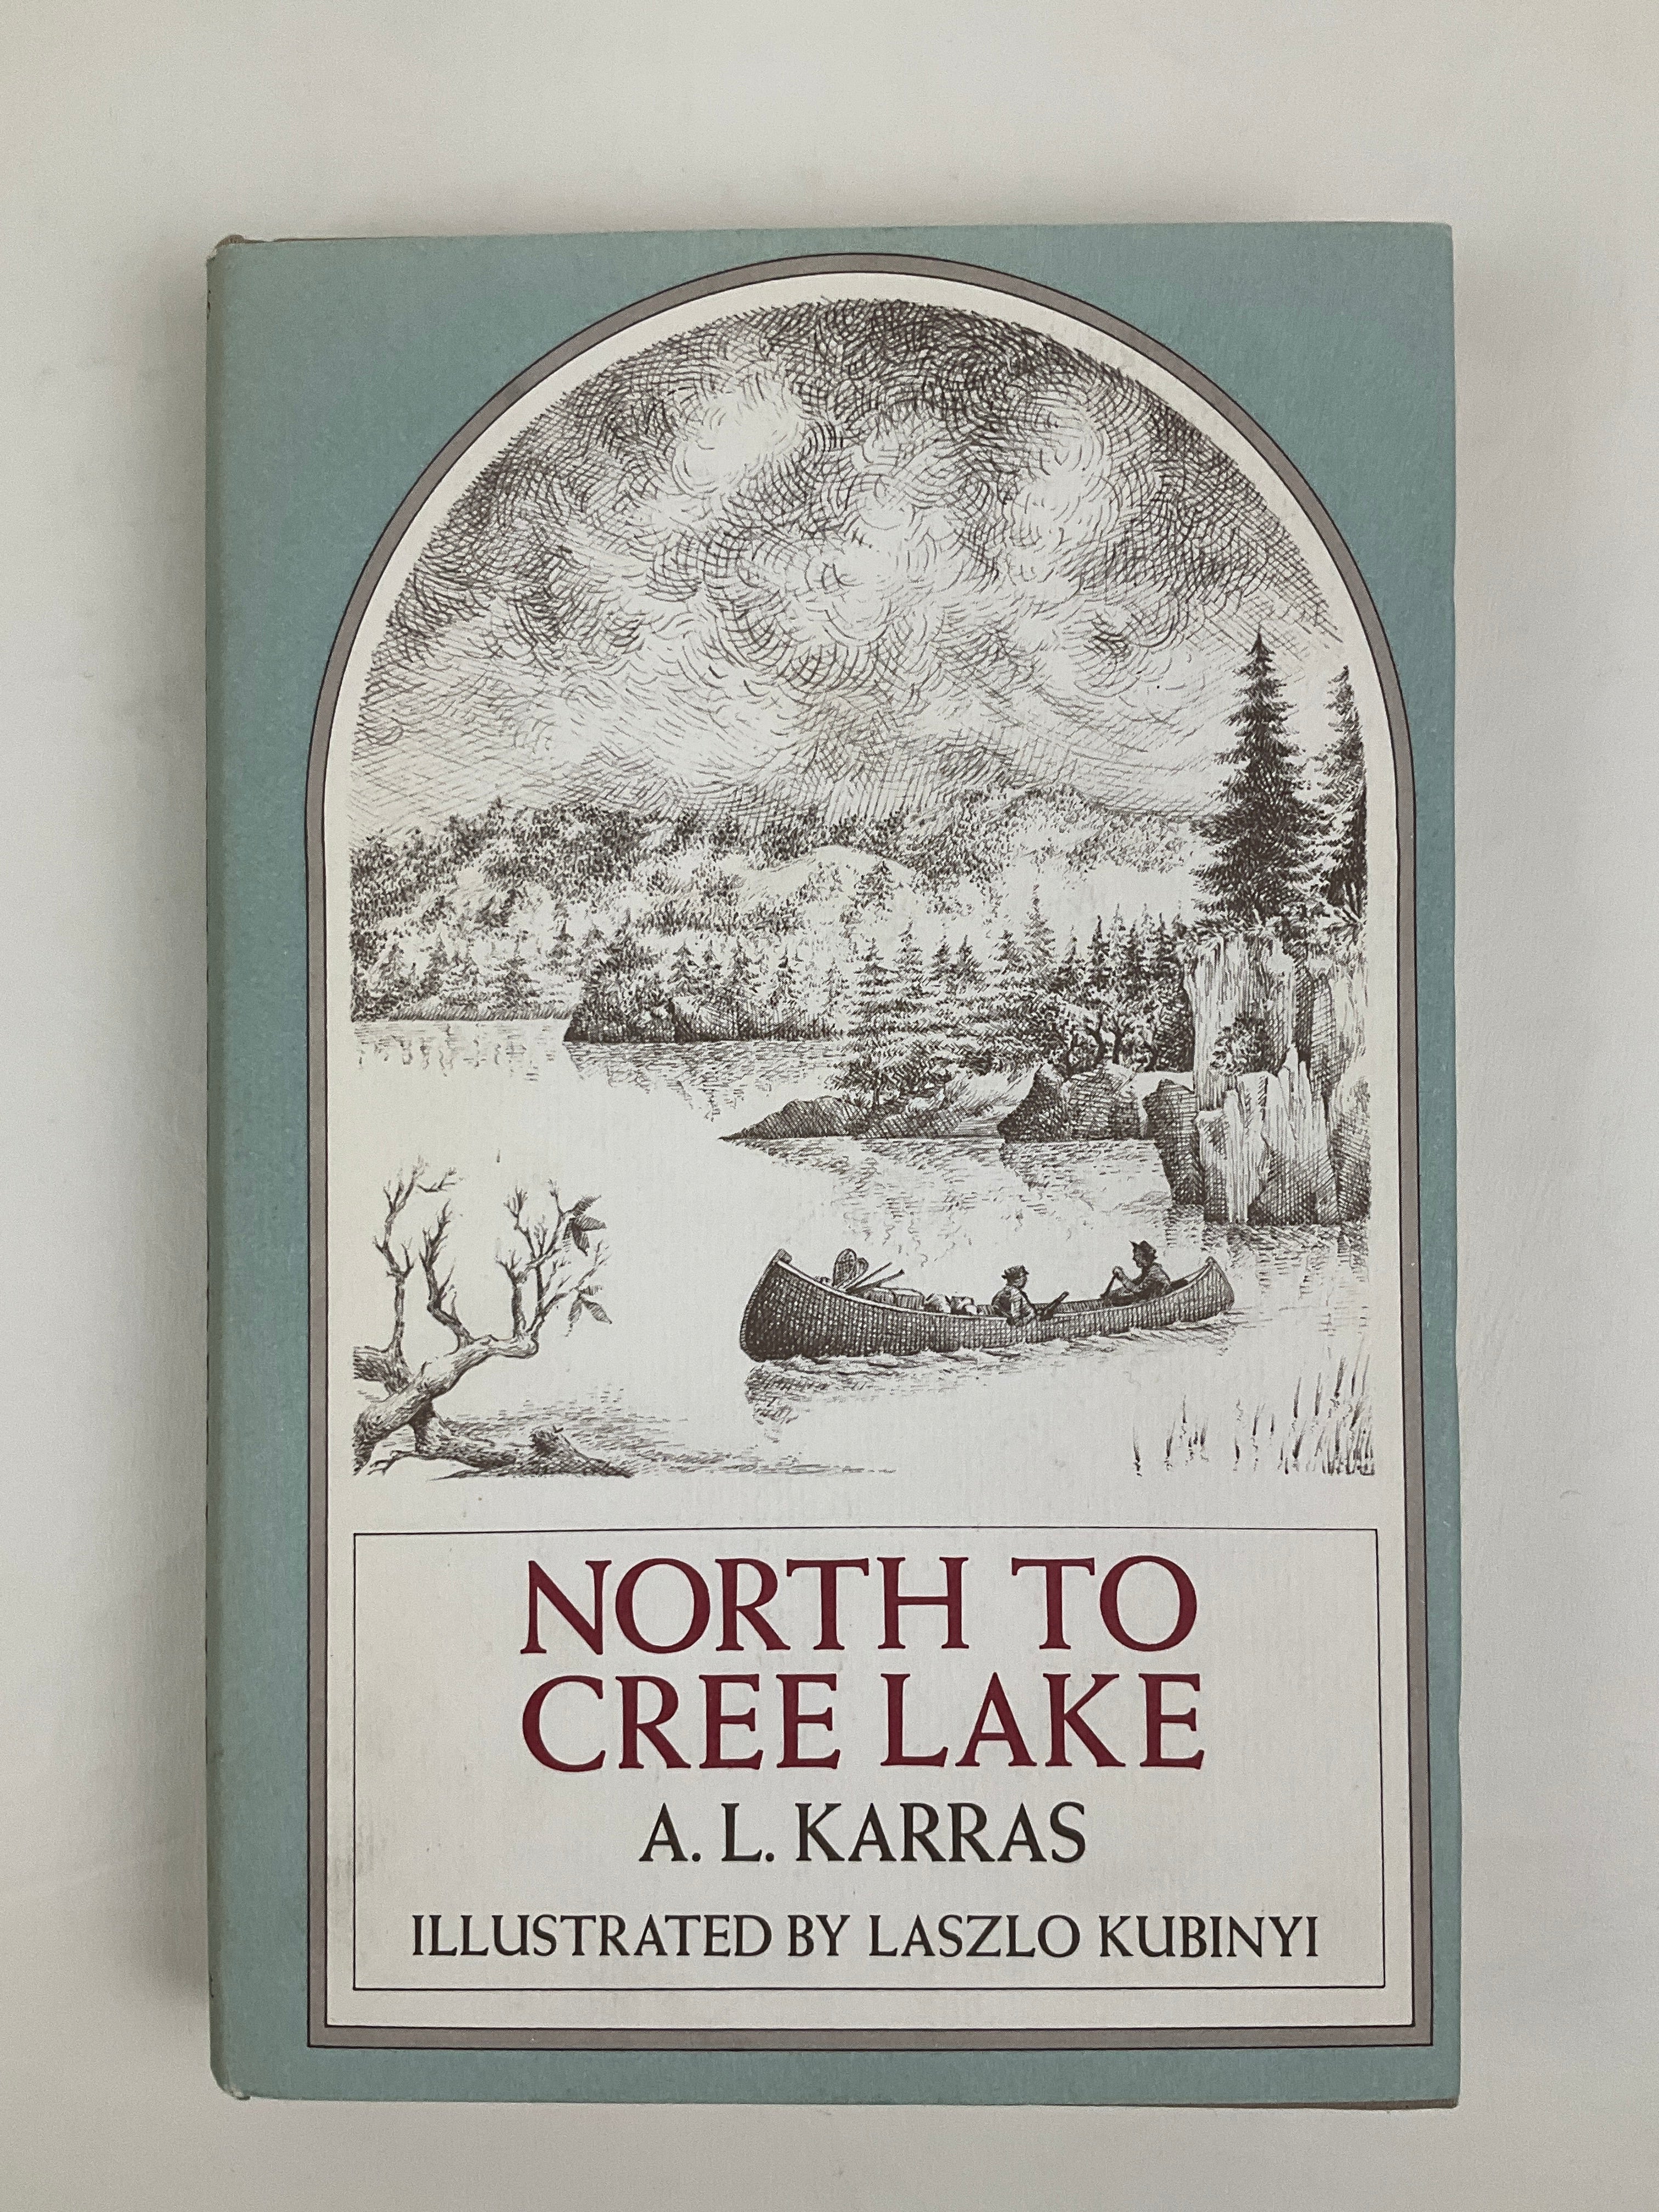 NORTH TO
CREE LAKE
A. L. KARRAS
ILLUSTRATED BY LASZLO KUBINYI